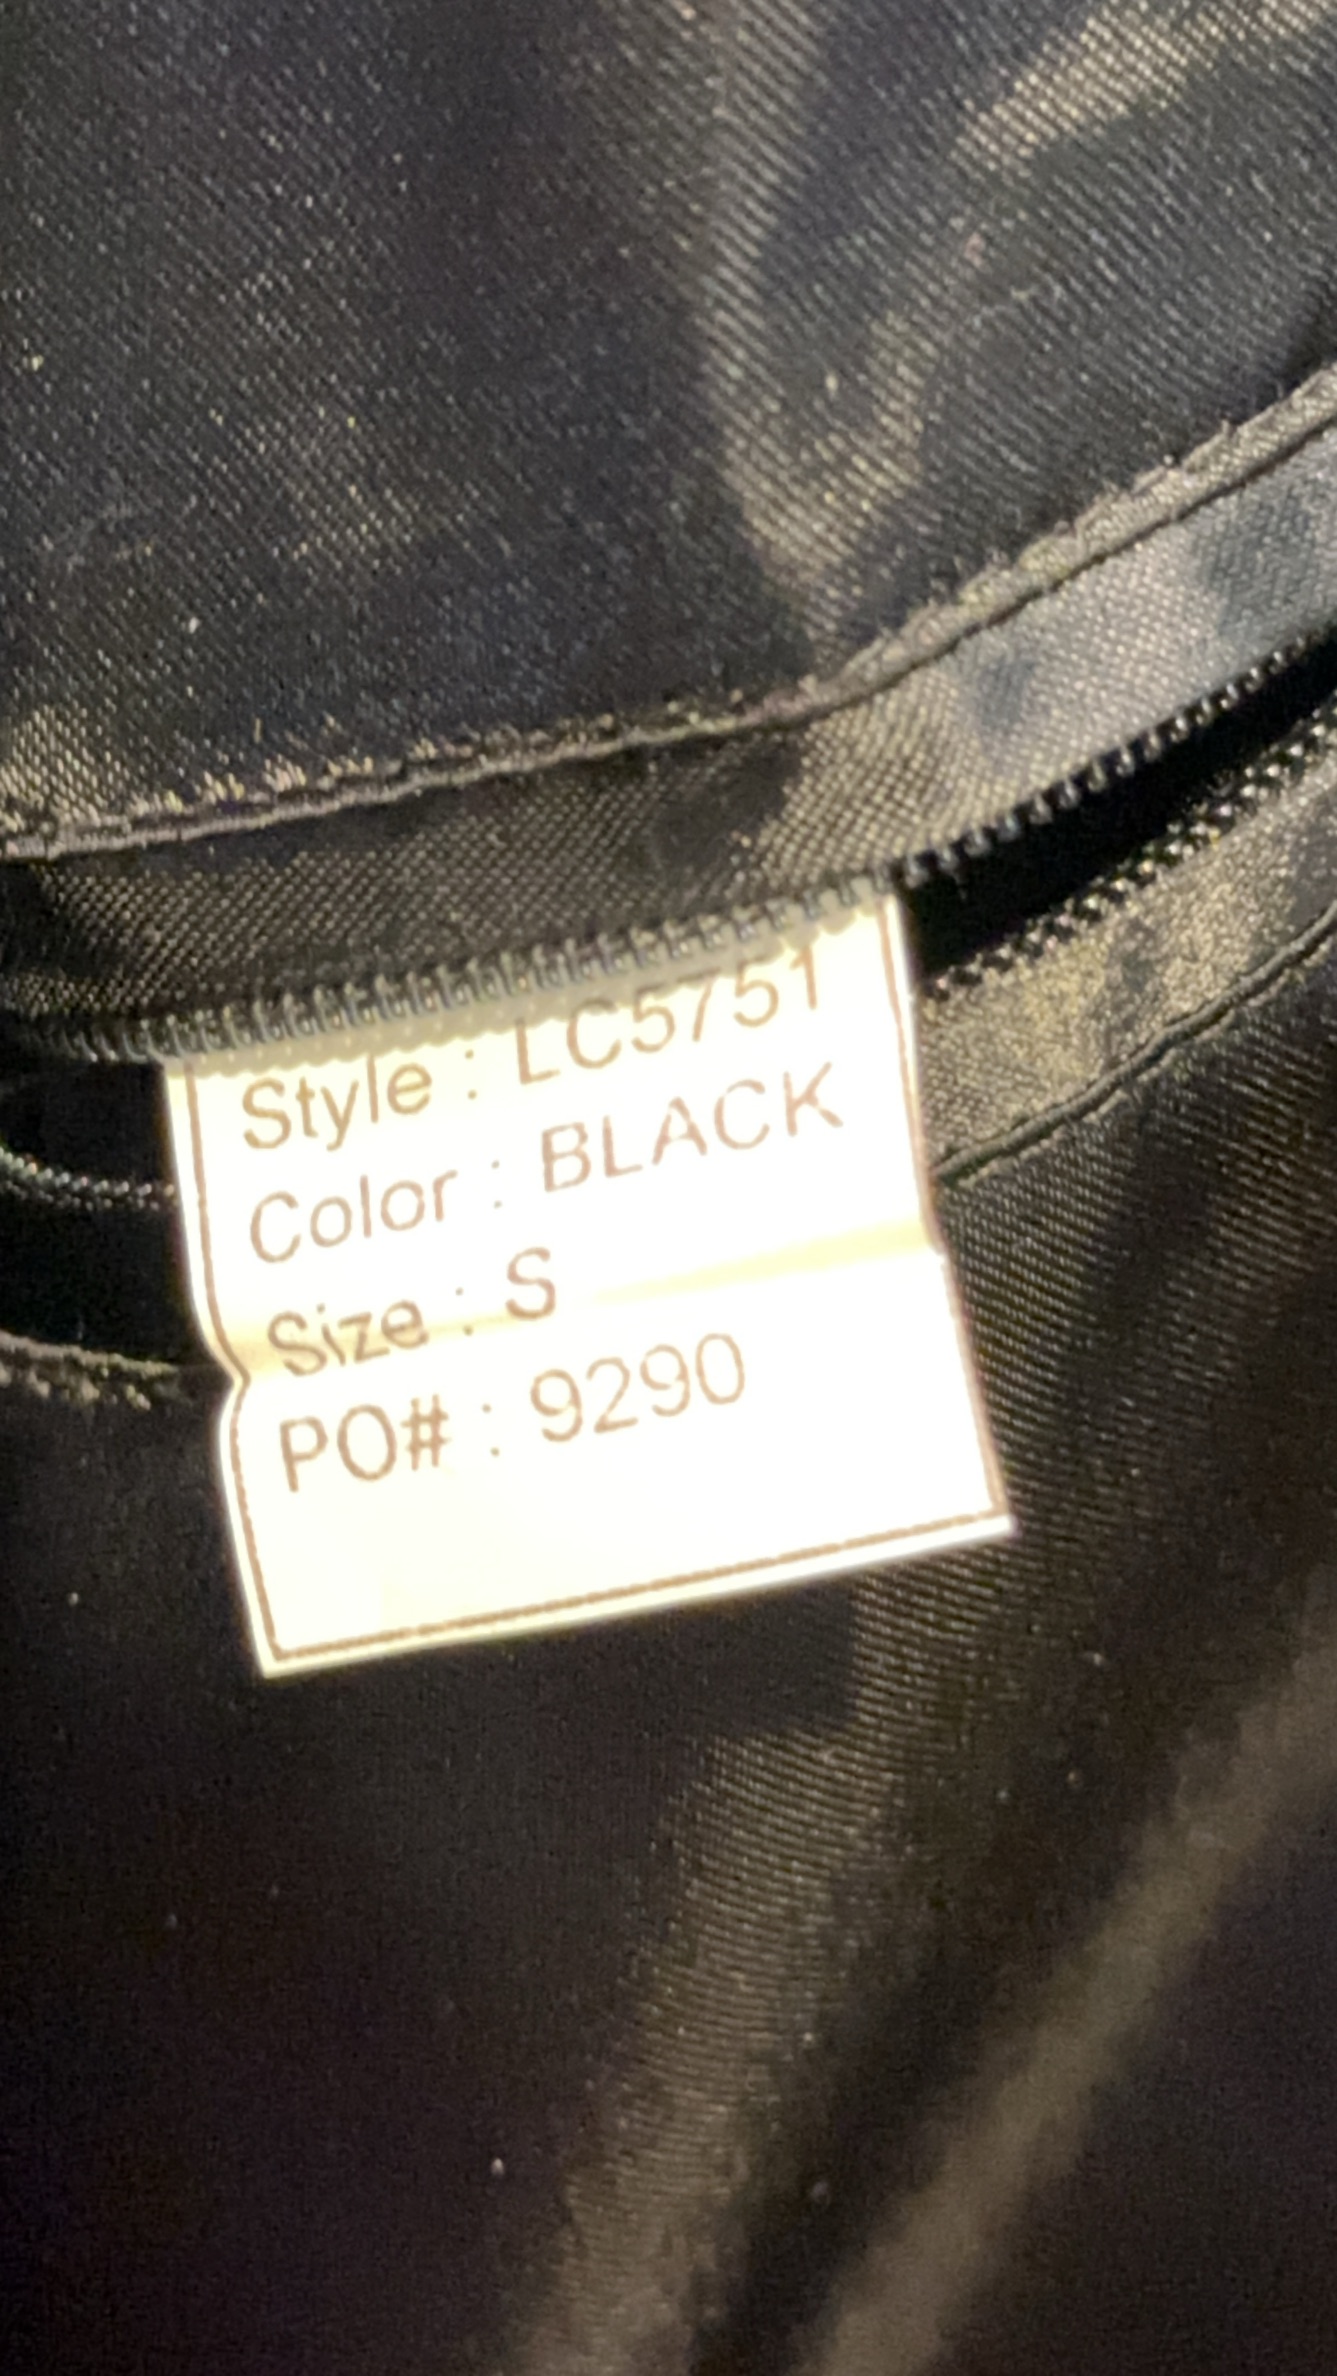 Style : LC5751
Color : BLACK
Size : S
PO# : 9290